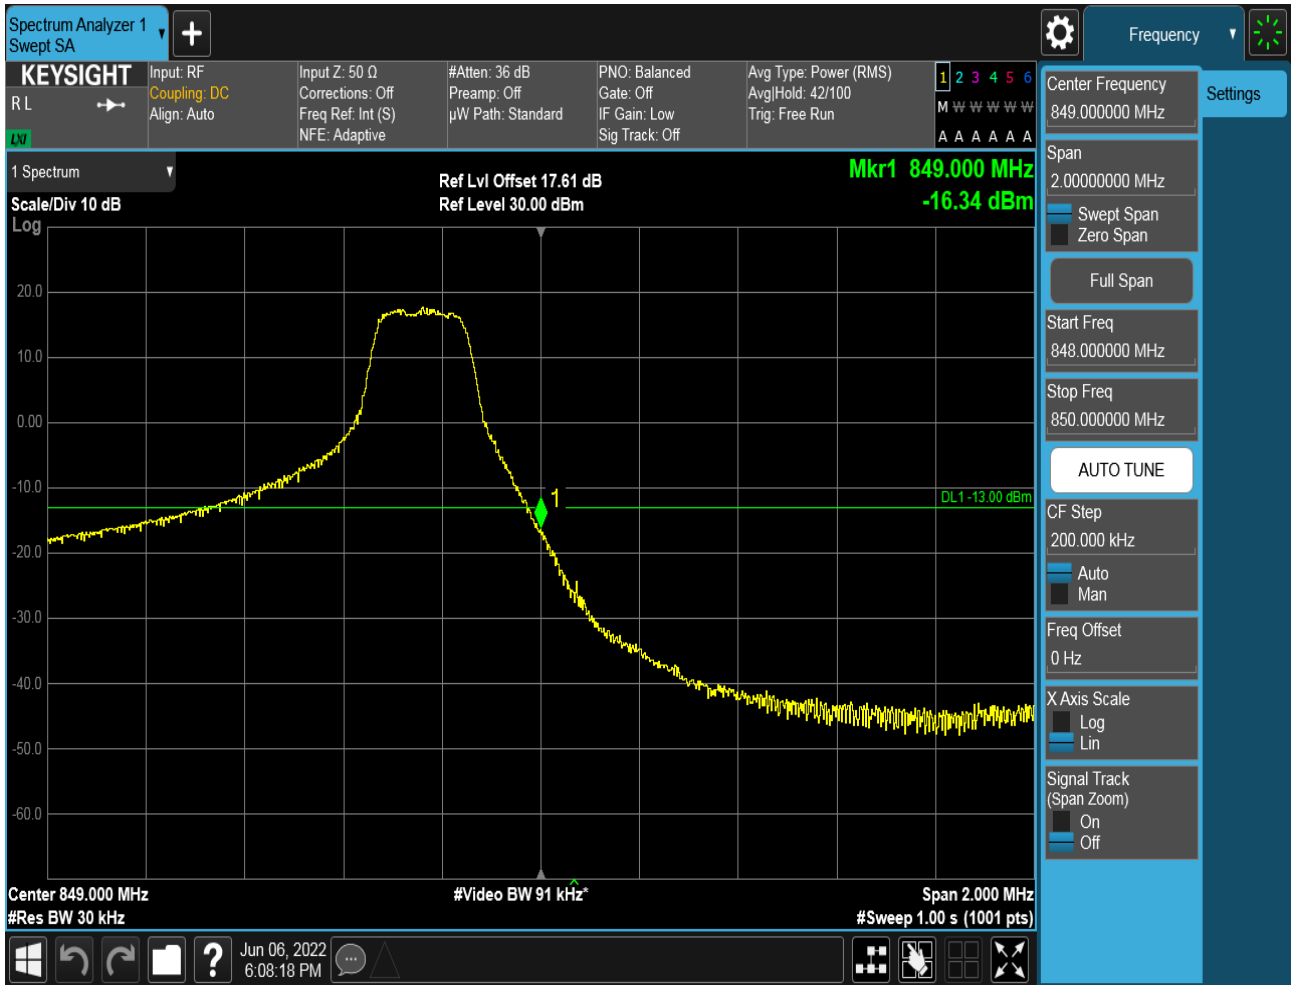 Spectrum Analyzer 1
Swept SA
Frequency
KEYSIGHT
R L
LXI
Input: RF
Coupling: DC
Align: Auto
Input Z: 50 Ω
Corrections: Off
Freq Ref: Int (S)
NFE: Adaptive
#Atten: 36 dB
Preamp: Off
µW Path: Standard
PNO: Balanced
Gate: Off
IF Gain: Low
Sig Track: Off
Avg Type: Power (RMS)
Avg|Hold: 42/100
Trig: Free Run
1 2 3 4 5 6
M W W W W W
A A A A A A
1 Spectrum
Scale/Div 10 dB
Log
Ref Lvl Offset 17.61 dB
Ref Level 30.00 dBm
Mkr1 849.000 MHz
-16.34 dBm
20.0
10.0
0.00
-10.0
-20.0
-30.0
-40.0
-50.0
-60.0
1
DL1 -13.00 dBm
Center 849.000 MHz
#Res BW 30 kHz
#Video BW 91 kHz*
Span 2.000 MHz
#Sweep 1.00 s (1001 pts)
Center Frequency
849.000000 MHz
Settings
Span
2.00000000 MHz
Swept Span
Zero Span
Full Span
Start Freq
848.000000 MHz
Stop Freq
850.000000 MHz
AUTO TUNE
CF Step
200.000 kHz
Auto
Man
Freq Offset
0 Hz
X Axis Scale
Log
Lin
Signal Track
(Span Zoom)
On
Off
?
Jun 06, 2022
6:08:18 PM